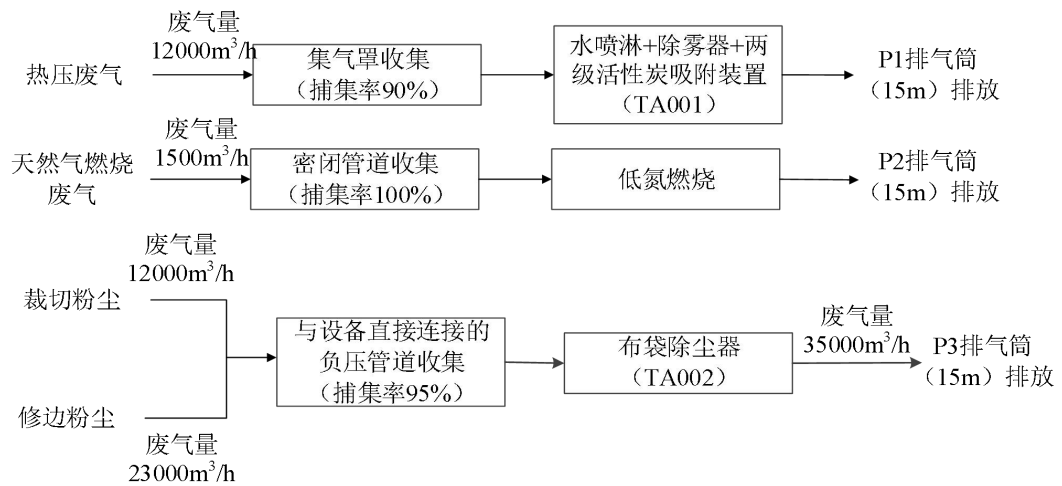 废气量
12000m³/h
热压废气
集气罩收集
（捕集率90%）
水喷淋+除雾器+两
级活性炭吸附装置
（TA001）
P1排气筒
（15m）排放
废气量
1500m³/h
天然气燃烧
废气
密闭管道收集
（捕集率100%）
低氮燃烧
P2排气筒
（15m）排放
废气量
12000m³/h
裁切粉尘
与设备直接连接的
负压管道收集
（捕集率95%）
布袋除尘器
（TA002）
废气量
35000m³/h
P3排气筒
（15m）排放
修边粉尘
废气量
23000m³/h